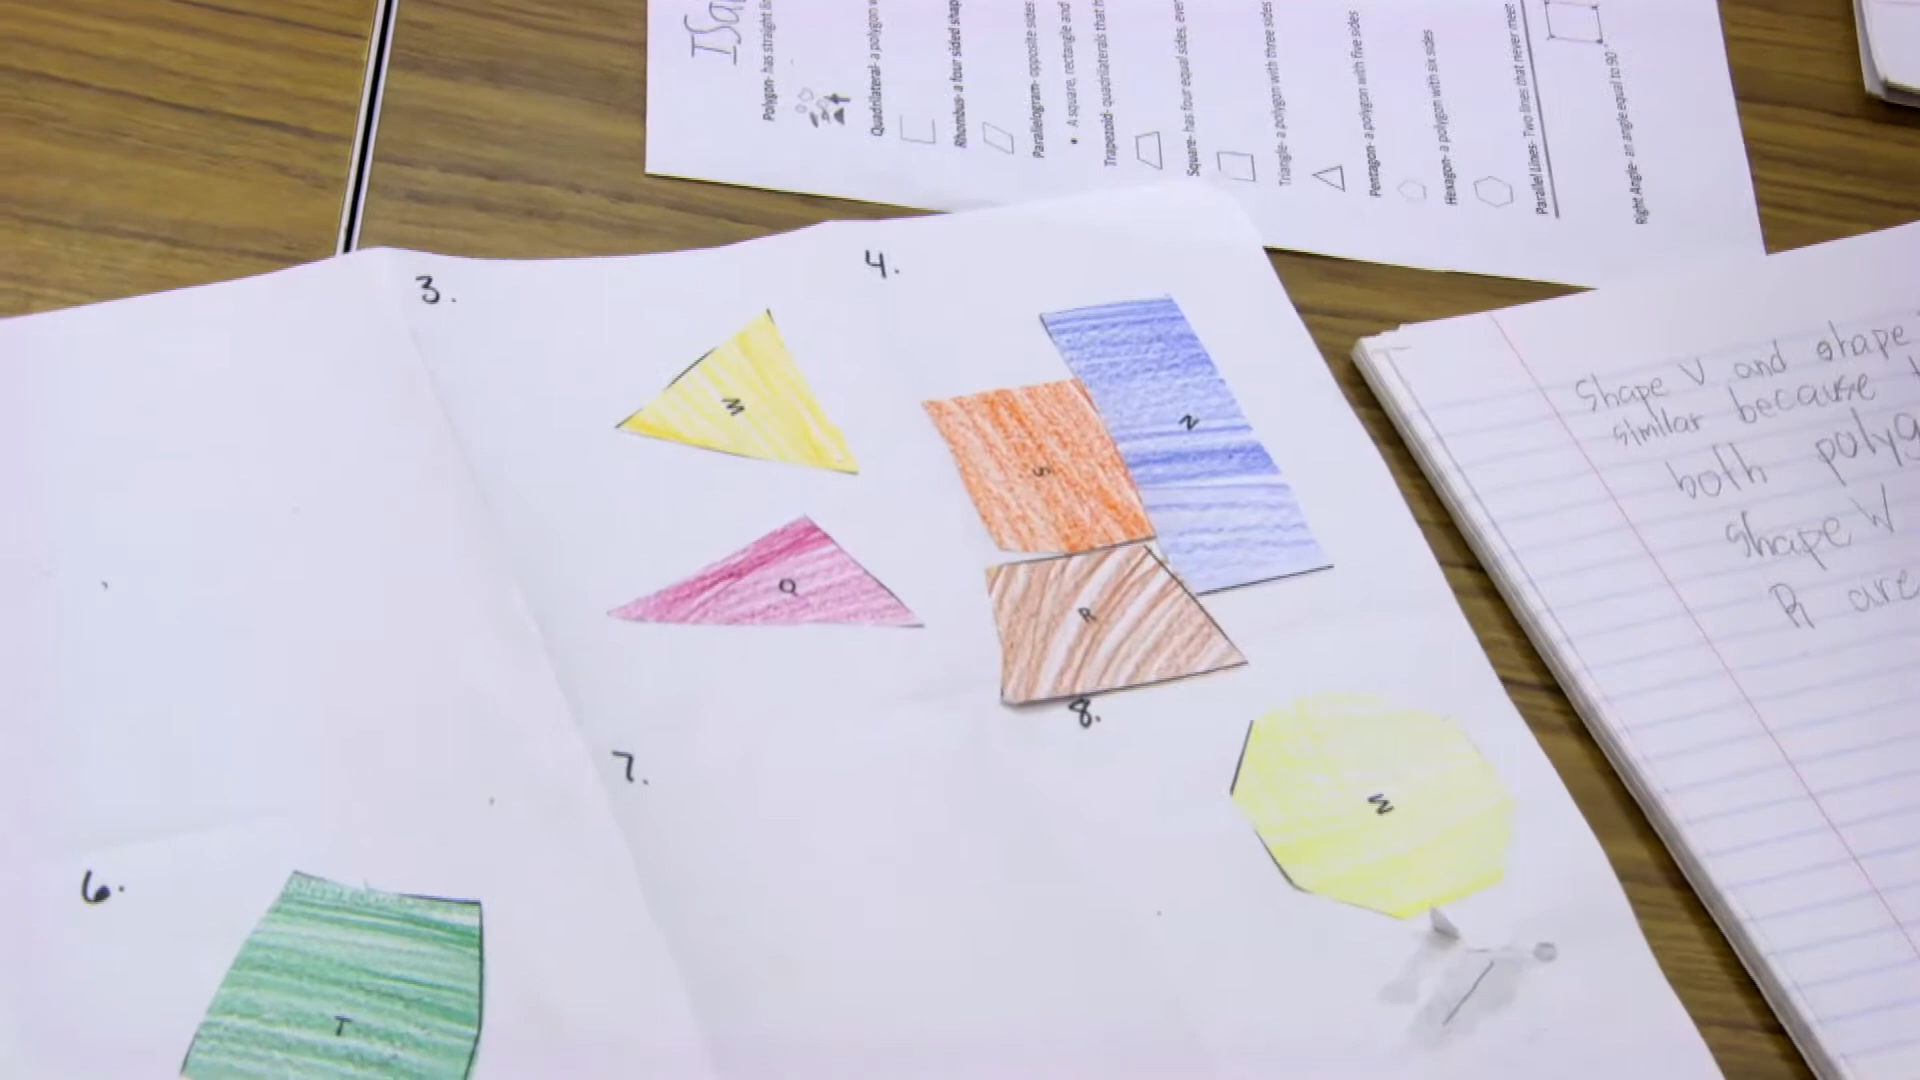 Polygon- has straight
Quadrilateral- a polygon
Rhombus- a four sided
Parallelogram- opposite sides
• A square, rectangle and
Trapezoid- quadrilaterals that
Square- has four equal sides,
Triangle- a polygon with three sides
Pentagon- a polygon with five sides
Hexagon- a polygon with six sides
Parallel Lines- Two lines that never meet
Right Angle- an angle equal to 90°
3.
4.
M
N
S
Q
R
7.
8.
W
6.
T
Shape V and shape
similar because
both
shape W
R are